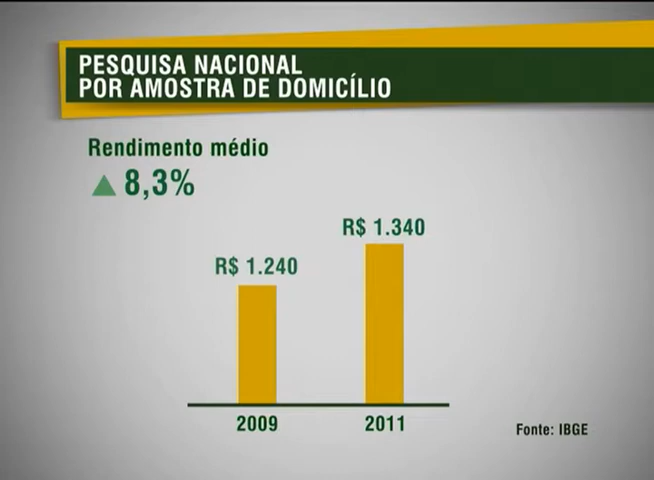 PESQUISA NACIONAL
POR AMOSTRA DE DOMICÍLIO
Rendimento médio
8,3%
R$ 1.240
R$ 1.340
2009
2011
Fonte: IBGE